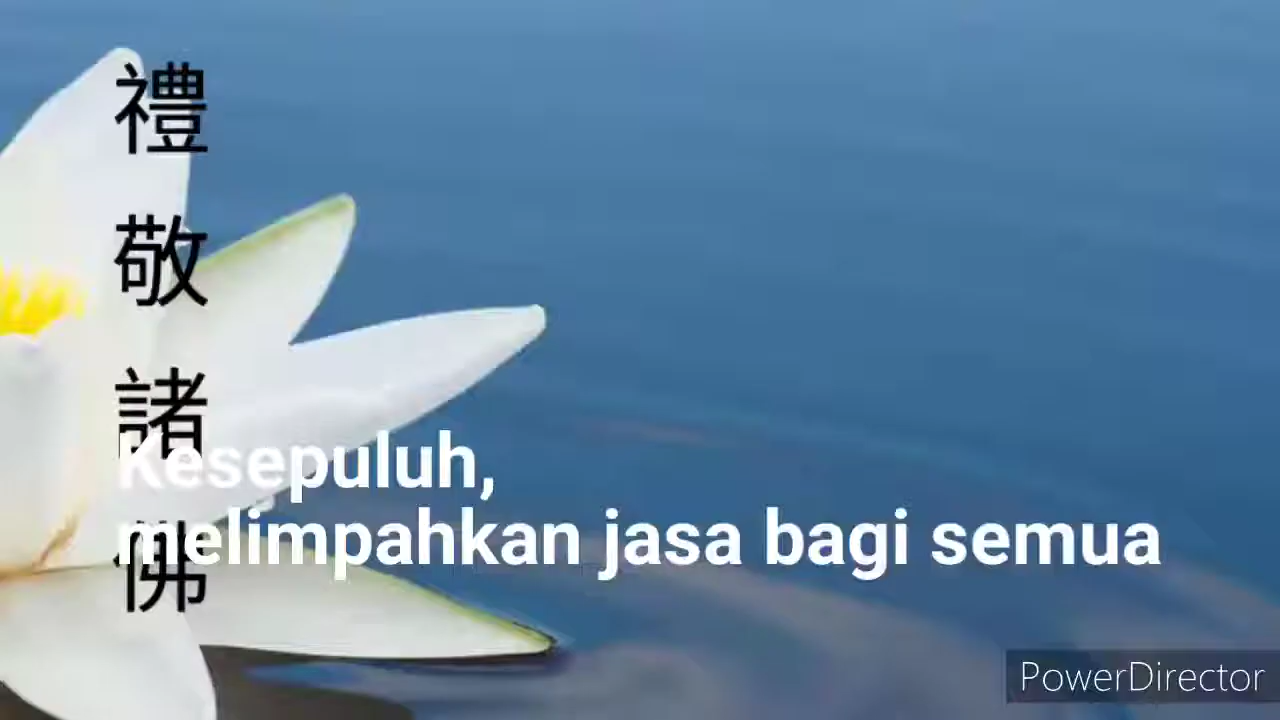 禮敬諸佛
Kesepuluh,
melimpahkan jasa bagi semua
PowerDirector